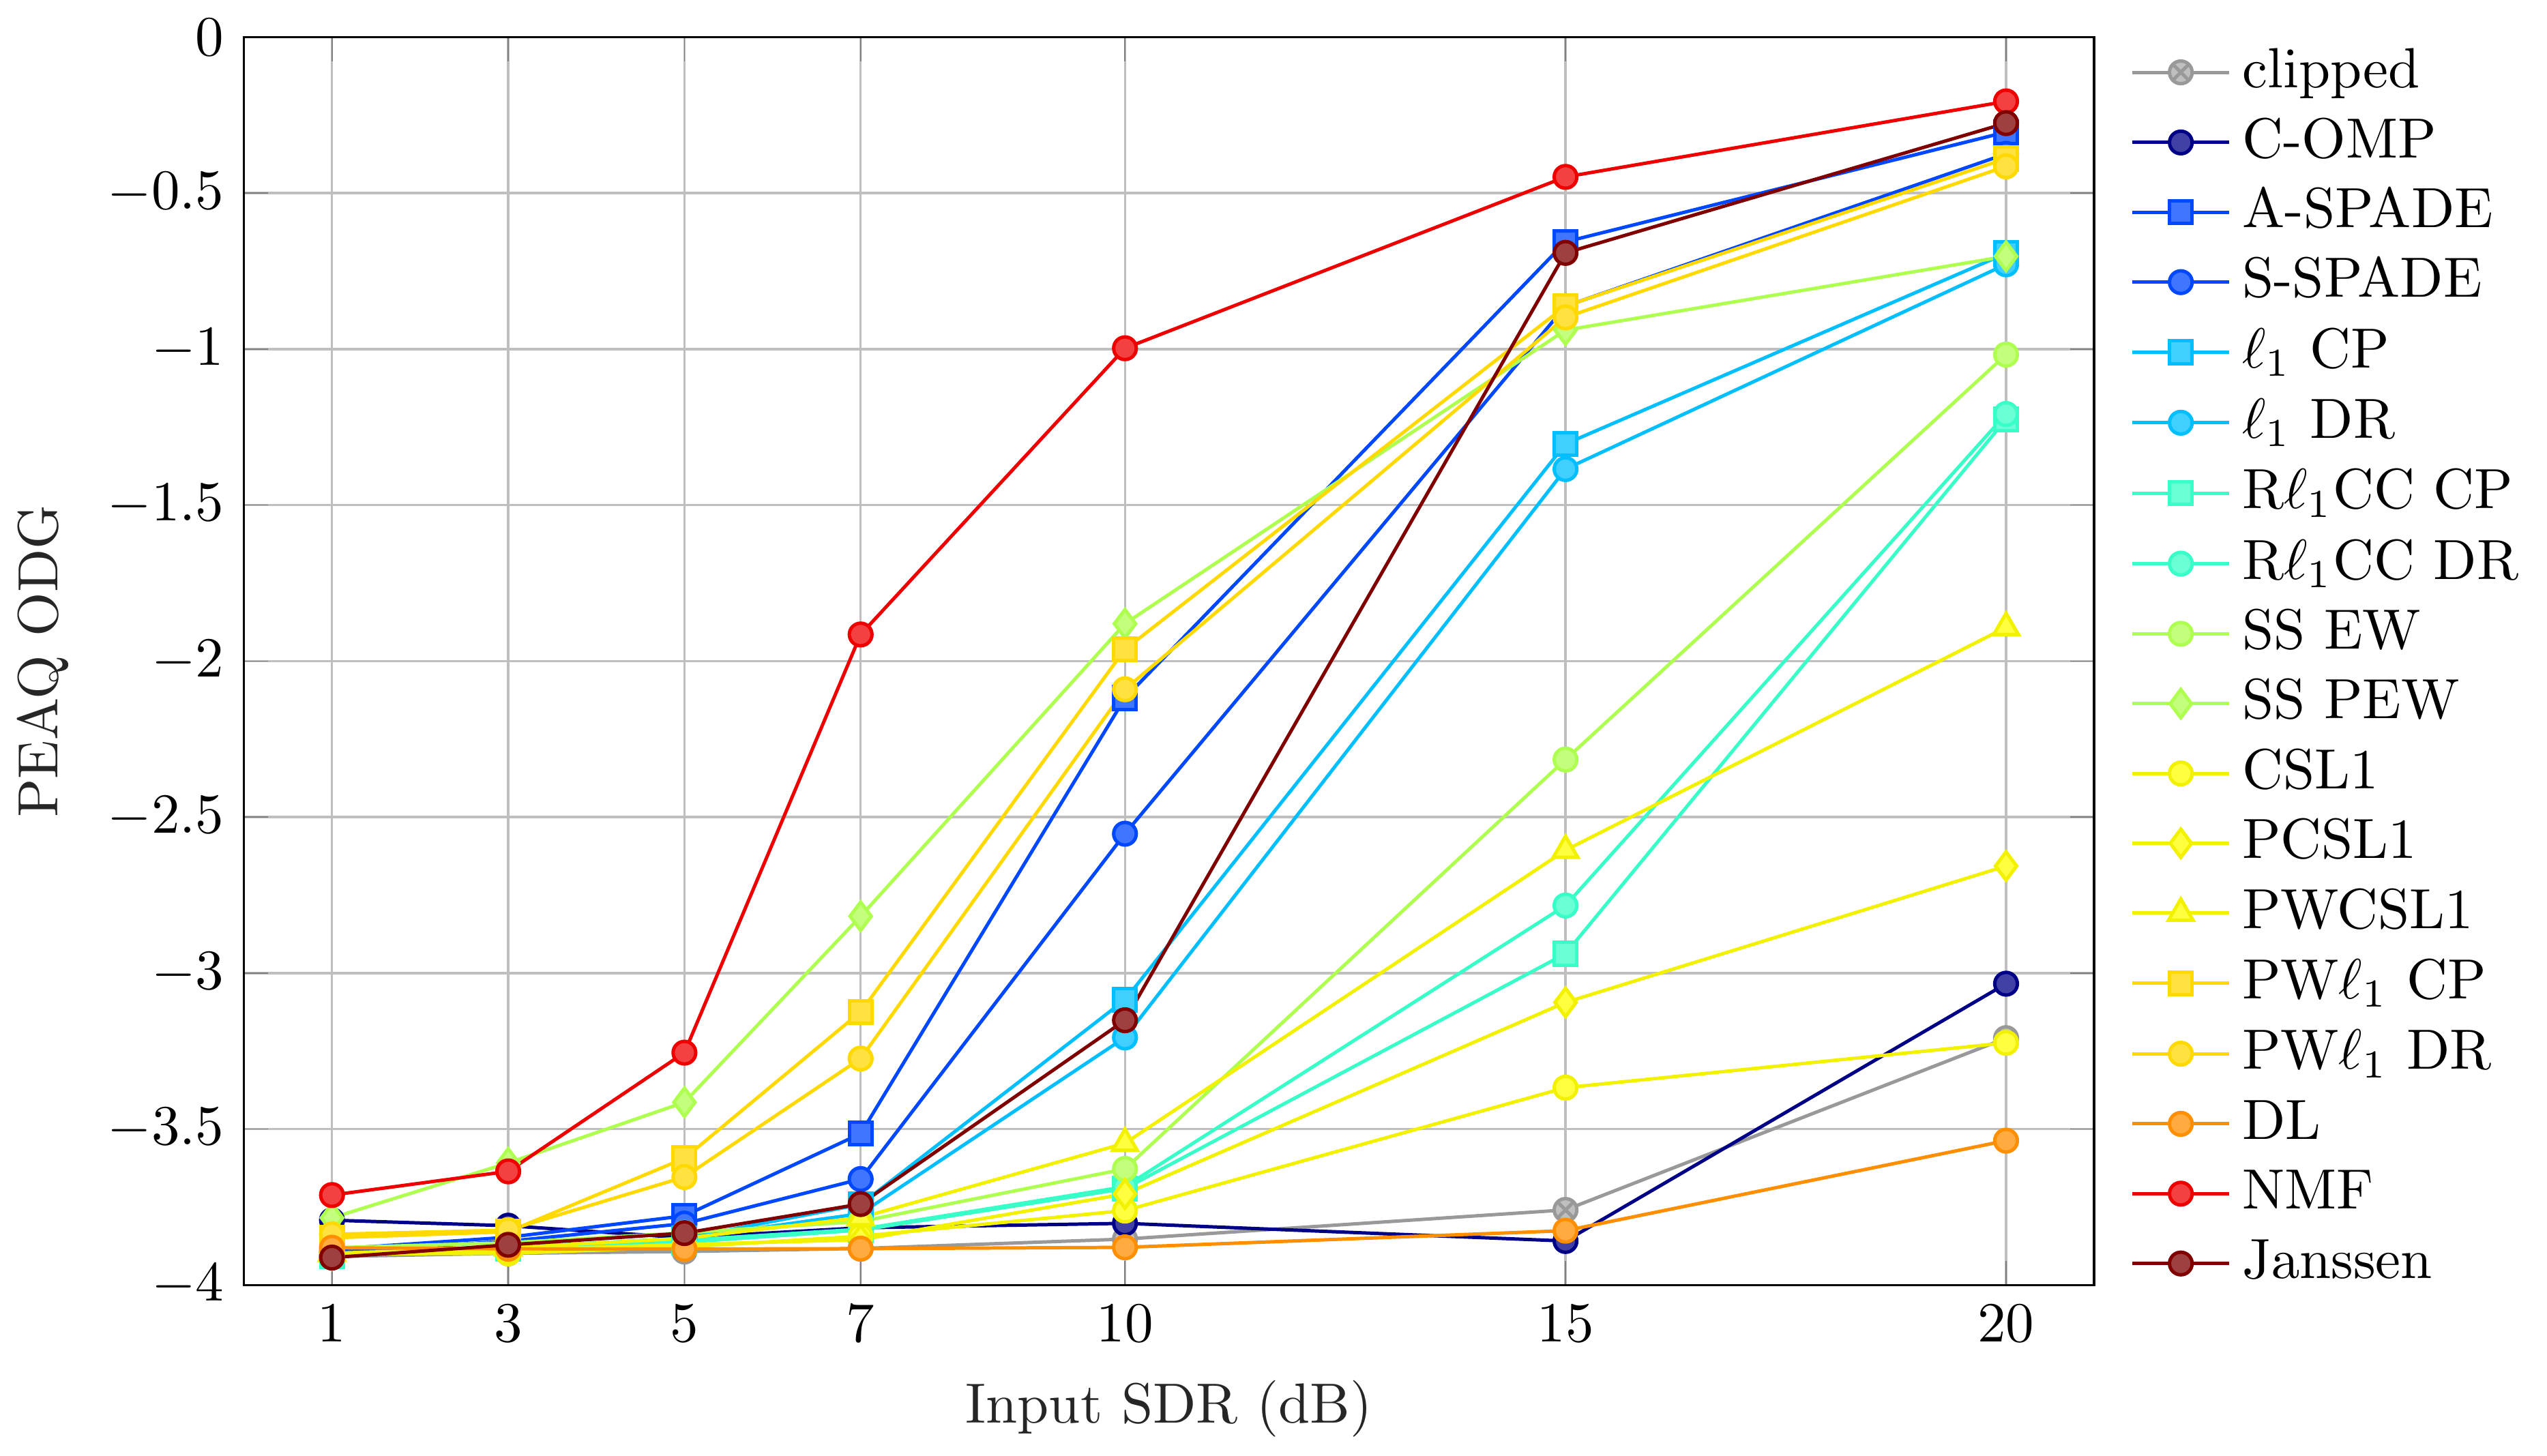 0
−0.5
−1
−1.5
−2
−2.5
−3
−3.5
−4
PEAQ ODG
1 3 5 7 10 15 20
Input SDR (dB)
clipped
C-OMP
A-SPADE
S-SPADE
ℓ₁ CP
ℓ₁ DR
Rℓ₁CC CP
Rℓ₁CC DR
SS EW
SS PEW
CSL1
PCSL1
PWCSL1
PWℓ₁ CP
PWℓ₁ DR
DL
NMF
Janssen